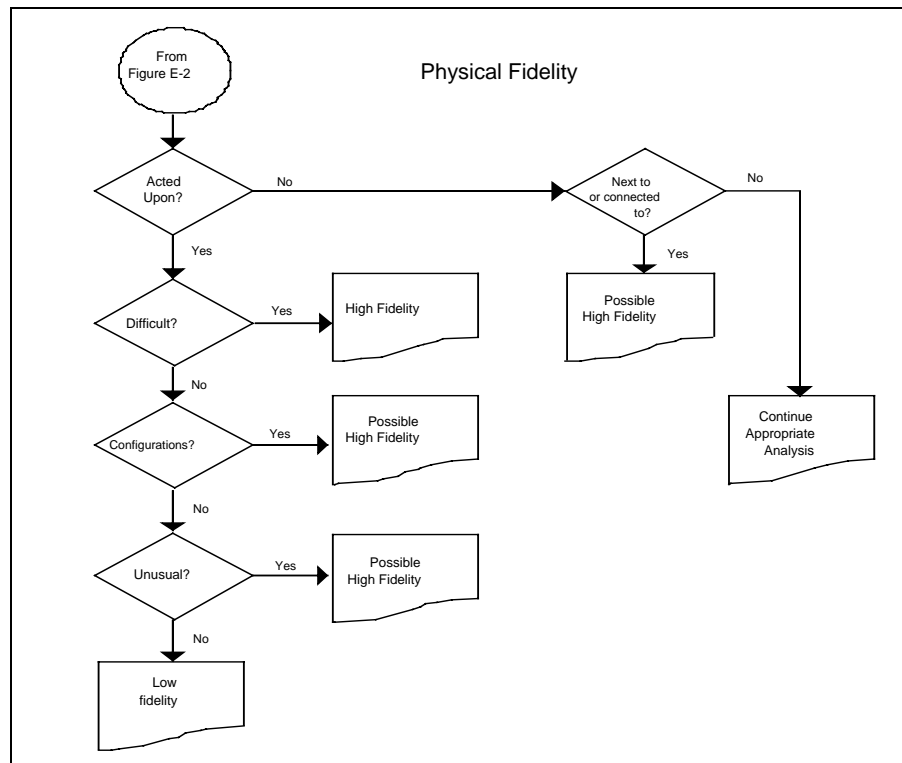 From
Figure E-2
Physical Fidelity
Acted
Upon?
No
Next to
or connected
to?
No
Yes
Yes
Difficult?
Yes
High Fidelity
Possible
High Fidelity
No
Configurations?
Yes
Possible
High Fidelity
Continue
Appropriate
Analysis
No
Unusual?
Yes
Possible
High Fidelity
No
Low
fidelity